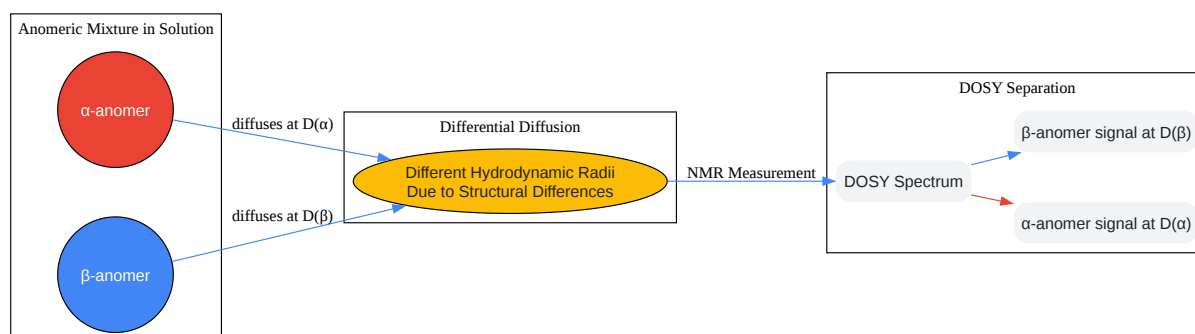 Anomeric Mixture in Solution
α-anomer
β-anomer
diffuses at D(α)
diffuses at D(β)
Differential Diffusion
Different Hydrodynamic Radii
Due to Structural Differences
NMR Measurement
DOSY Separation
DOSY Spectrum
β-anomer signal at D(β)
α-anomer signal at D(α)